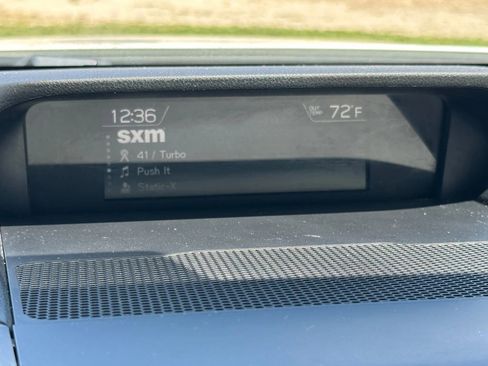 12:36
OUT TEMP 72°F
sxm
41 / Turbo
Push It
Static-X